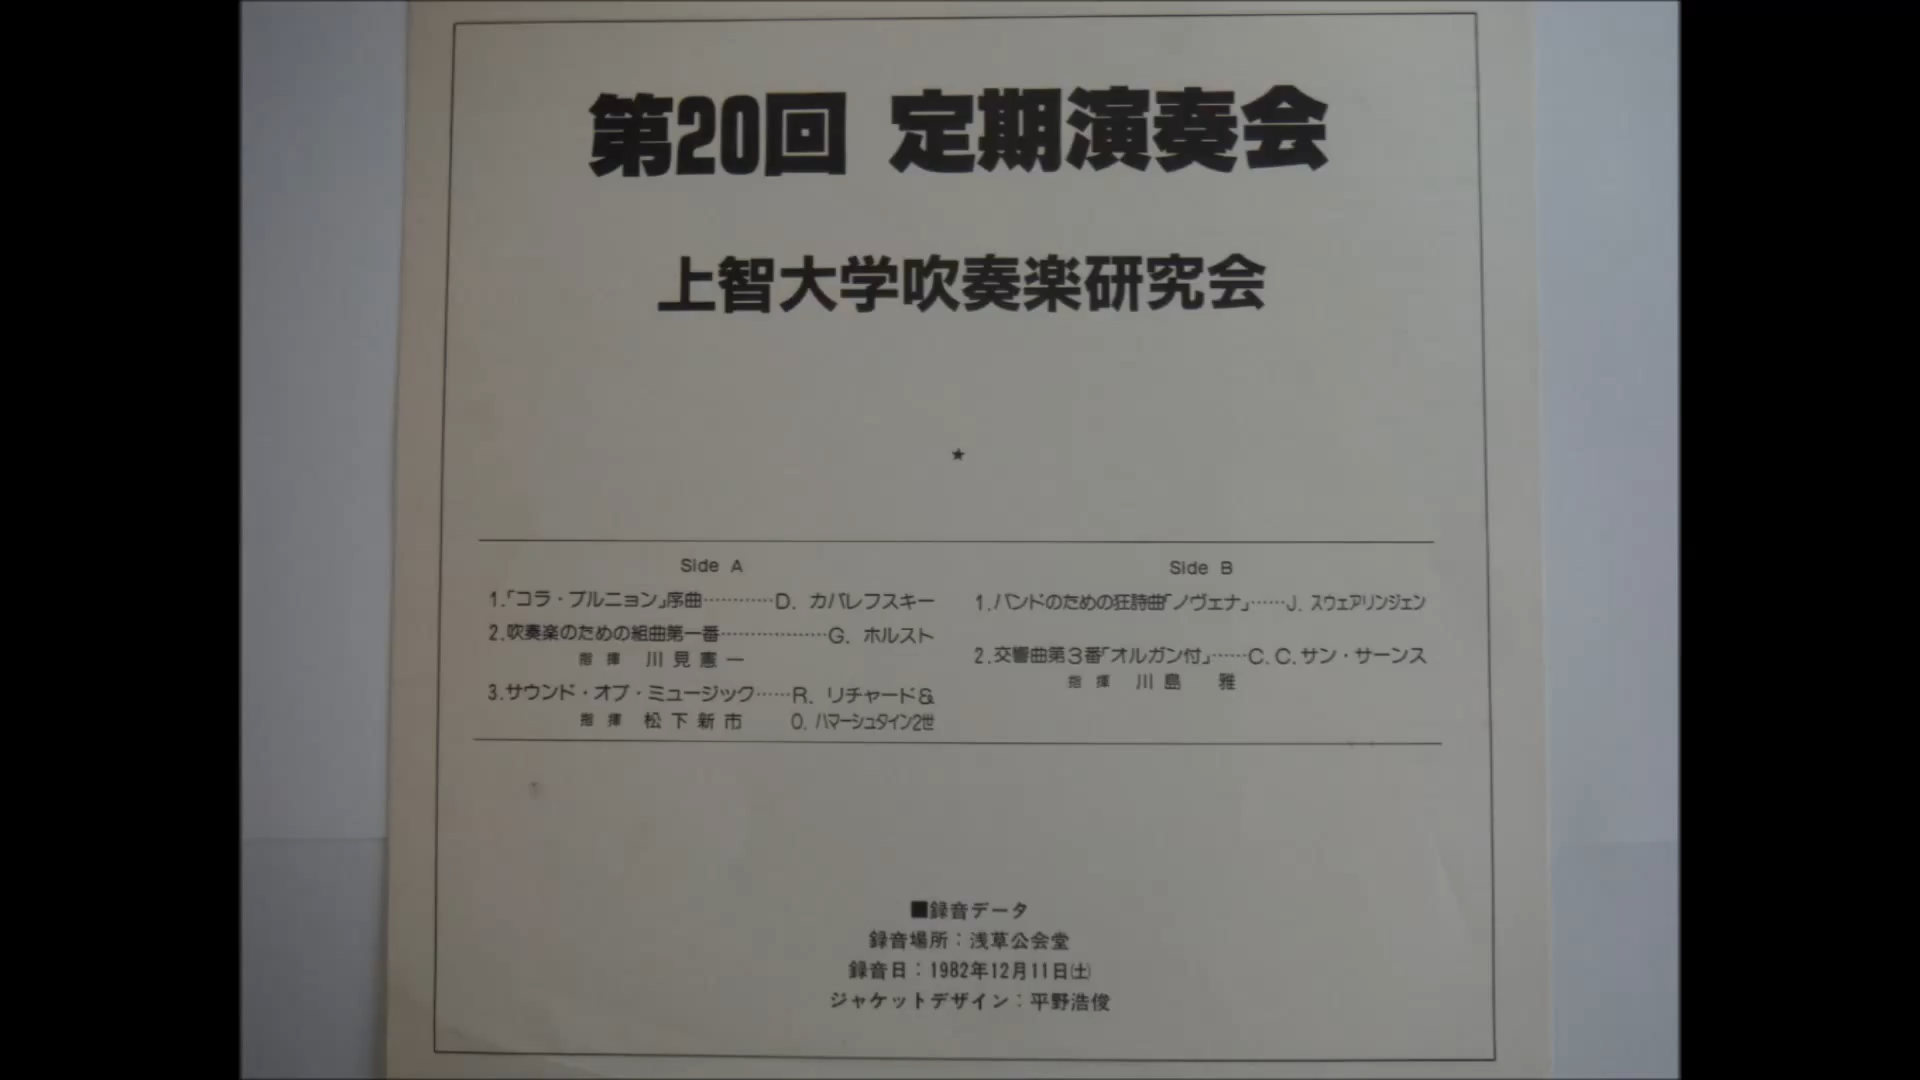 第20回 定期演奏会
上智大学吹奏楽研究会
★
Side A
1.「コラ・ブルニョン」序曲…………D. カバレフスキー
2.吹奏楽のための組曲第一番………………G. ホルスト
指揮 川見憲一
3.サウンド・オブ・ミュージック……R. リチャード&
指揮 松下新市 O. ハマーシュタイン2世
Side B
1.バンドのための狂詩曲「ノヴェナ」……J. スウェアリンジェン
2.交響曲第3番「オルガン付」……C.C.サン・サーンス
指揮 川島 雅
■録音データ
録音場所：浅草公会堂
録音日：1982年12月11日(土)
ジャケットデザイン：平野浩俊